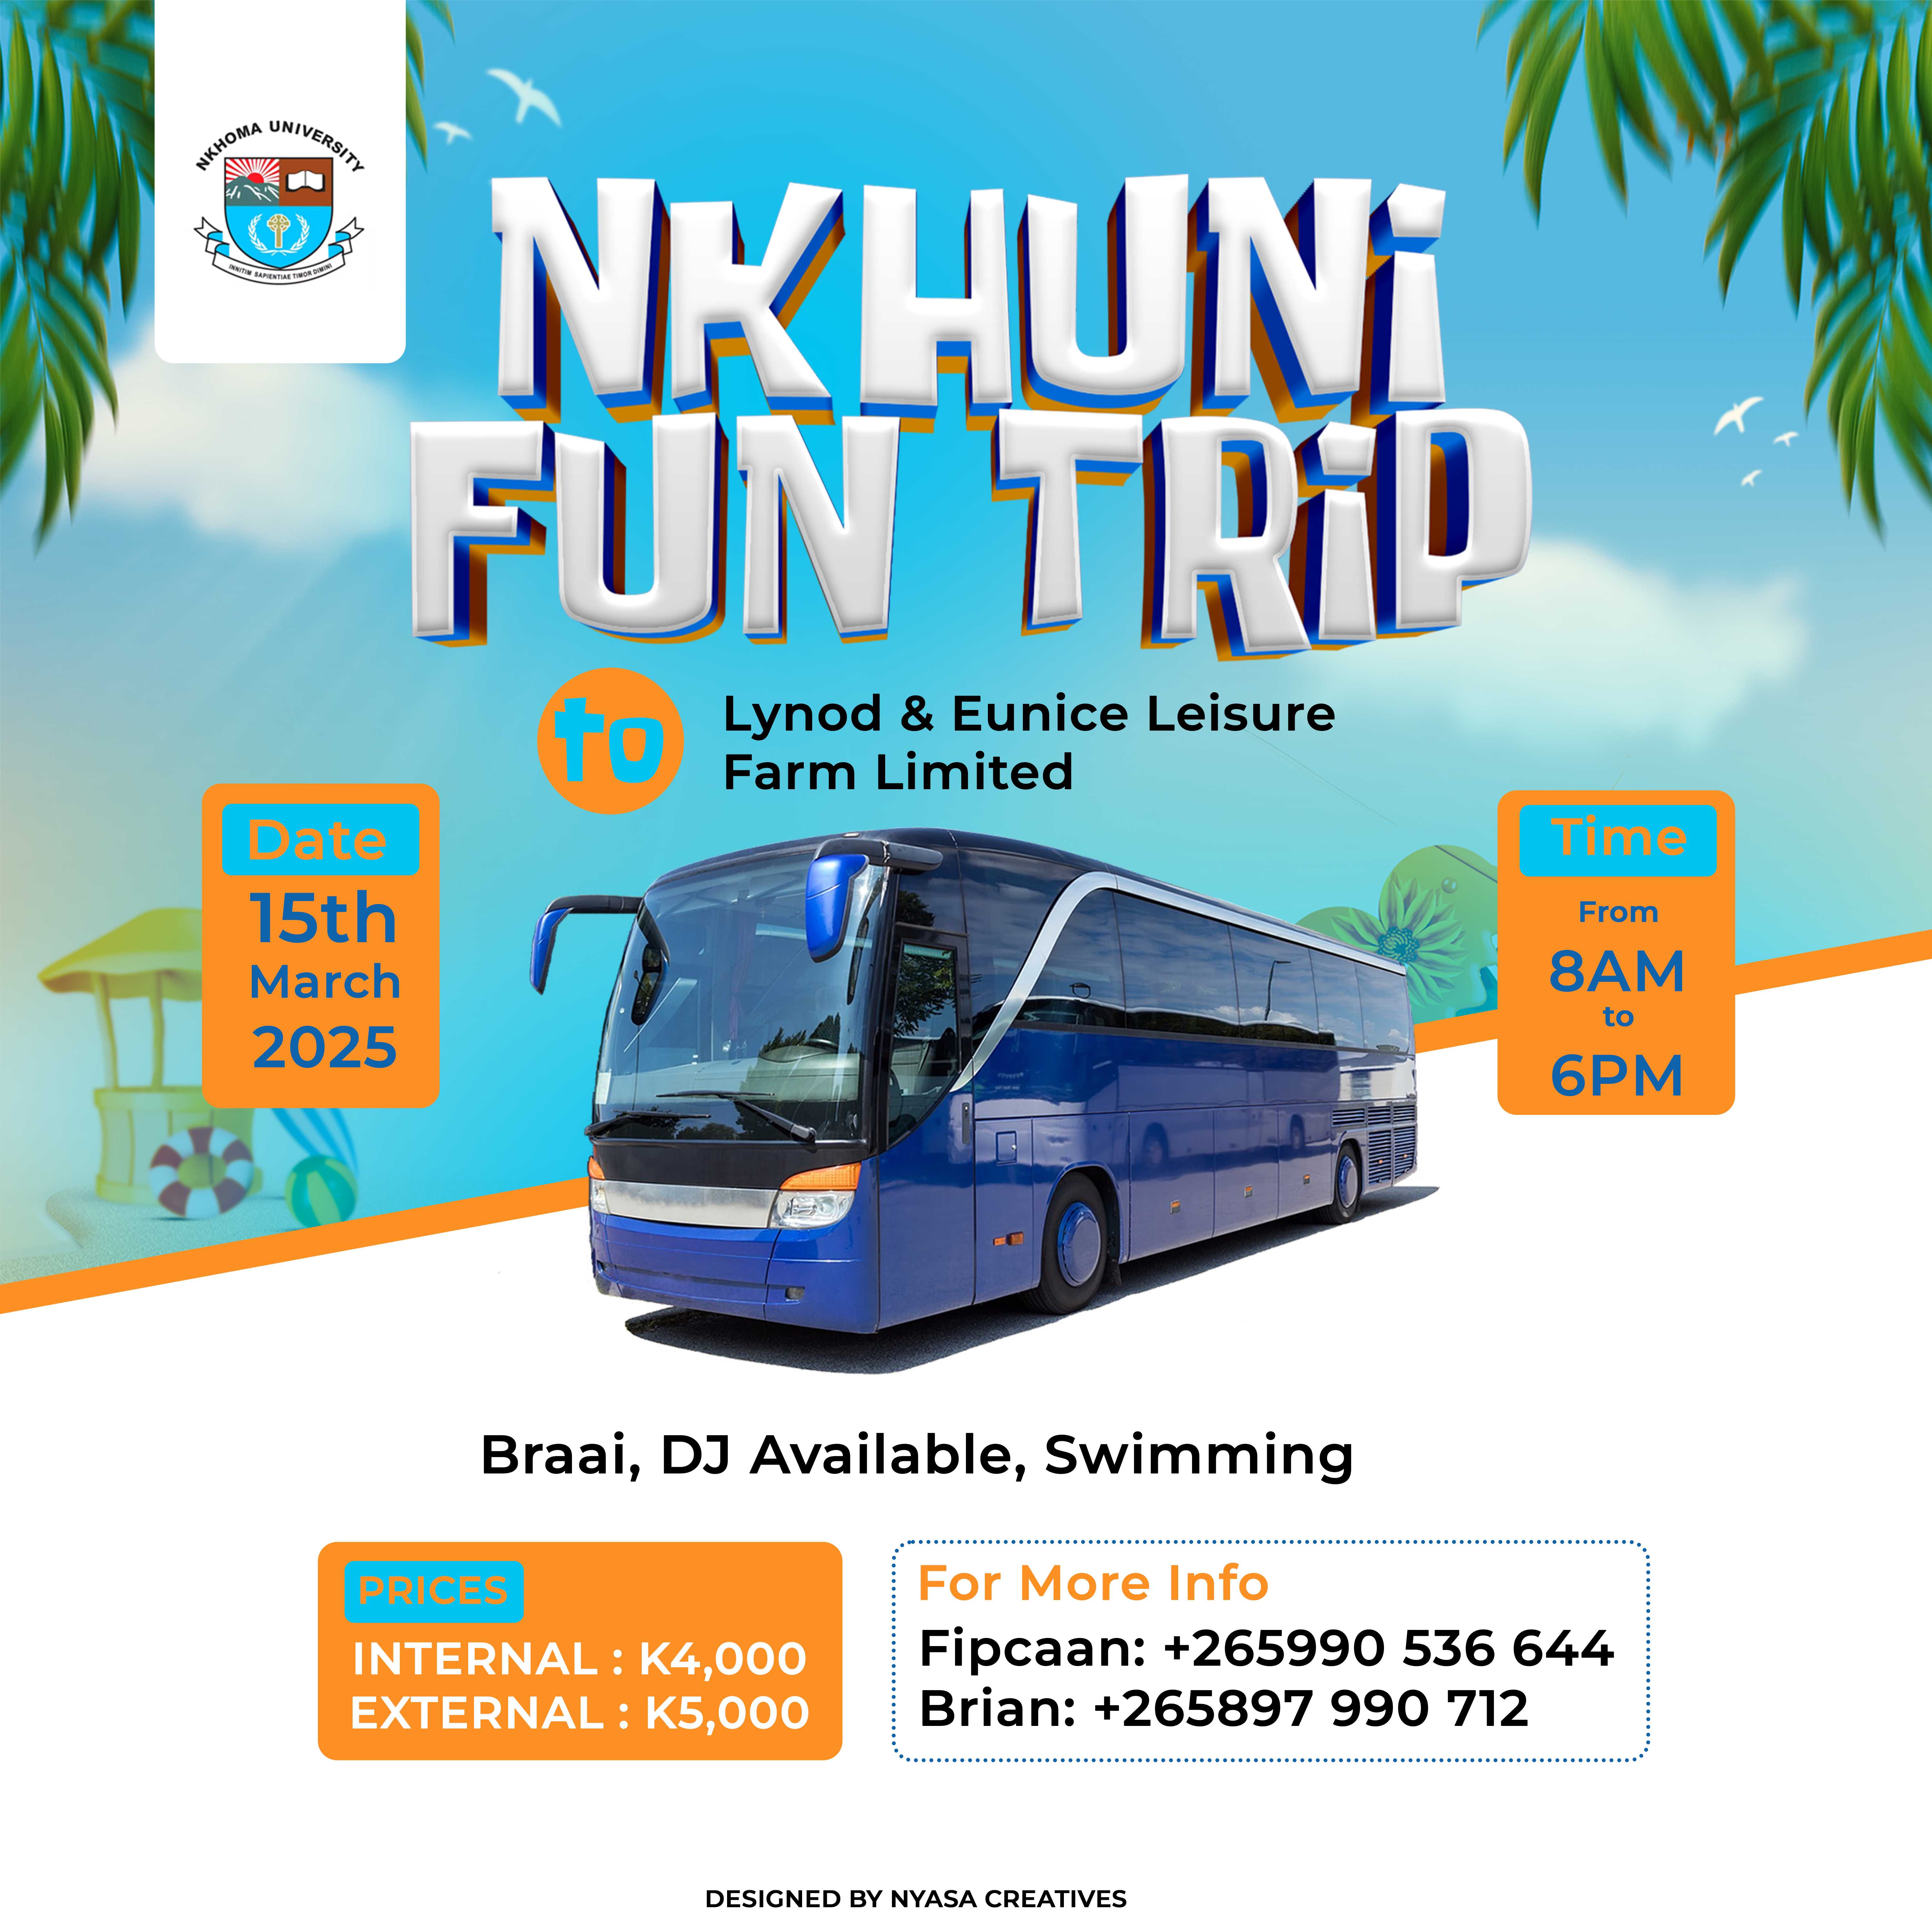 NKHOMA UNIVERSITY
INNITIM SAPIENTIAE TIMOR DIMINI
NKHUNi
FUN TRiP
to
Lynod & Eunice Leisure
Farm Limited
Date
15th
March
2025
Time
From
8AM
to
6PM
Braai, DJ Available, Swimming
PRICES
INTERNAL : K4,000
EXTERNAL : K5,000
For More Info
Fipcaan: +265990 536 644
Brian: +265897 990 712
DESIGNED BY NYASA CREATIVES